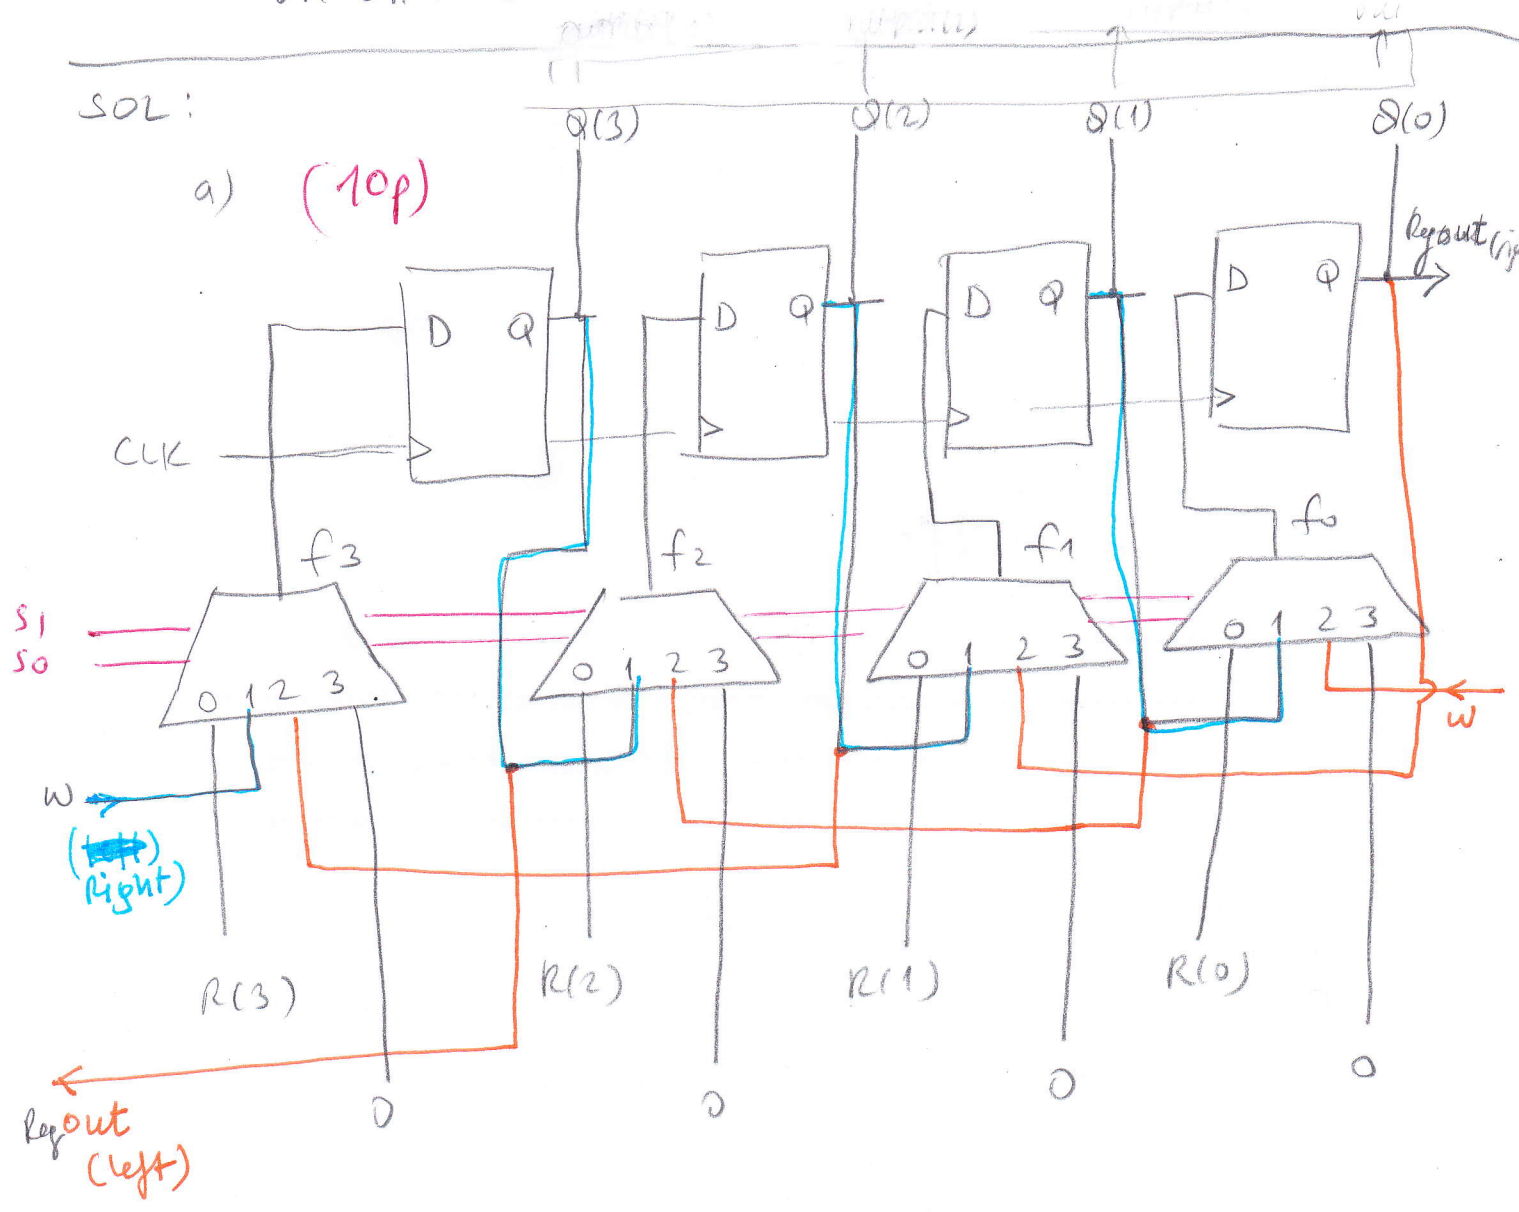 SOL:
Q(3) Q(2) Q(1) Q(0)
a) (10p)
Regout
D Q D Q D Q D Q
CLK
f3 f2 f1 f0
S1
S0
0 1 2 3 0 1 2 3 0 1 2 3 0 1 2 3
W
W
Right)
R(3) R(2) R(1) R(0)
0 0 0 0
Regout
(left)